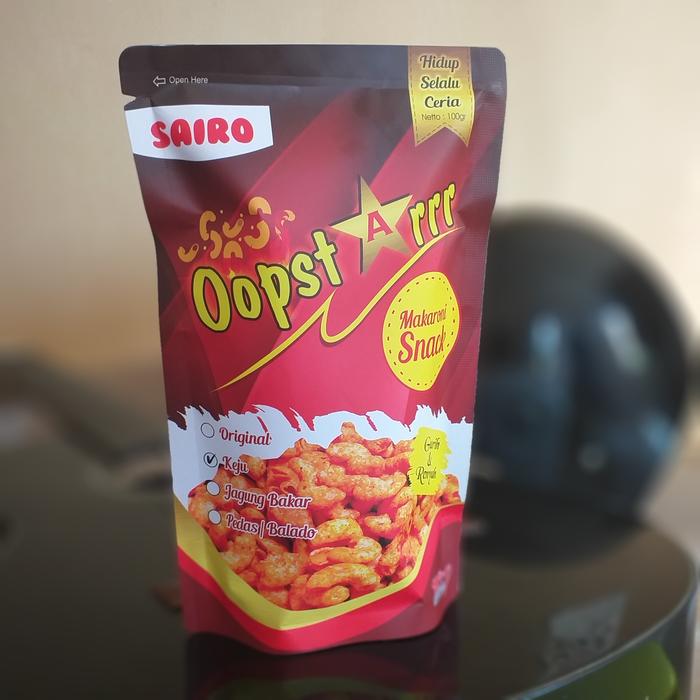 Open Here
Hidup
Selalu
Ceria
Netto : 100gr
SAIRO
Oopst A rrr
Makaroni
Snack
Original
Keju
Jagung Bakar
Pedas / Balado
Gurih
&
Renyah